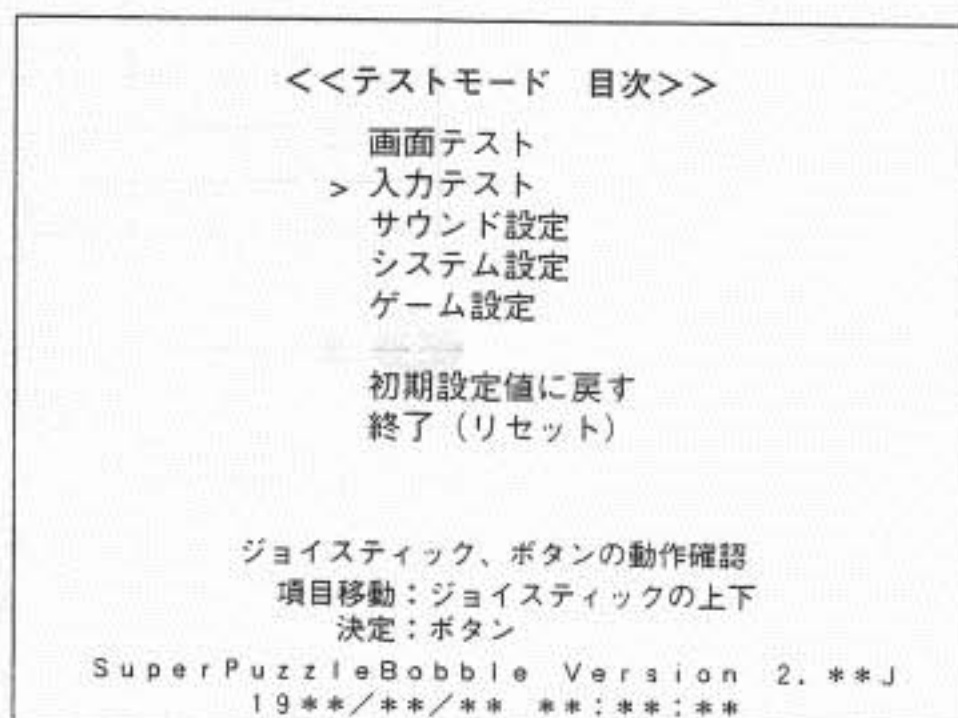 <<テストモード　目次>>
画面テスト
> 入力テスト
サウンド設定
システム設定
ゲーム設定
初期設定値に戻す
終了（リセット）
ジョイスティック、ボタンの動作確認
項目移動：ジョイスティックの上下
決定：ボタン
SuperPuzzleBobble Version 2.**J
19**/**/** **:**:**